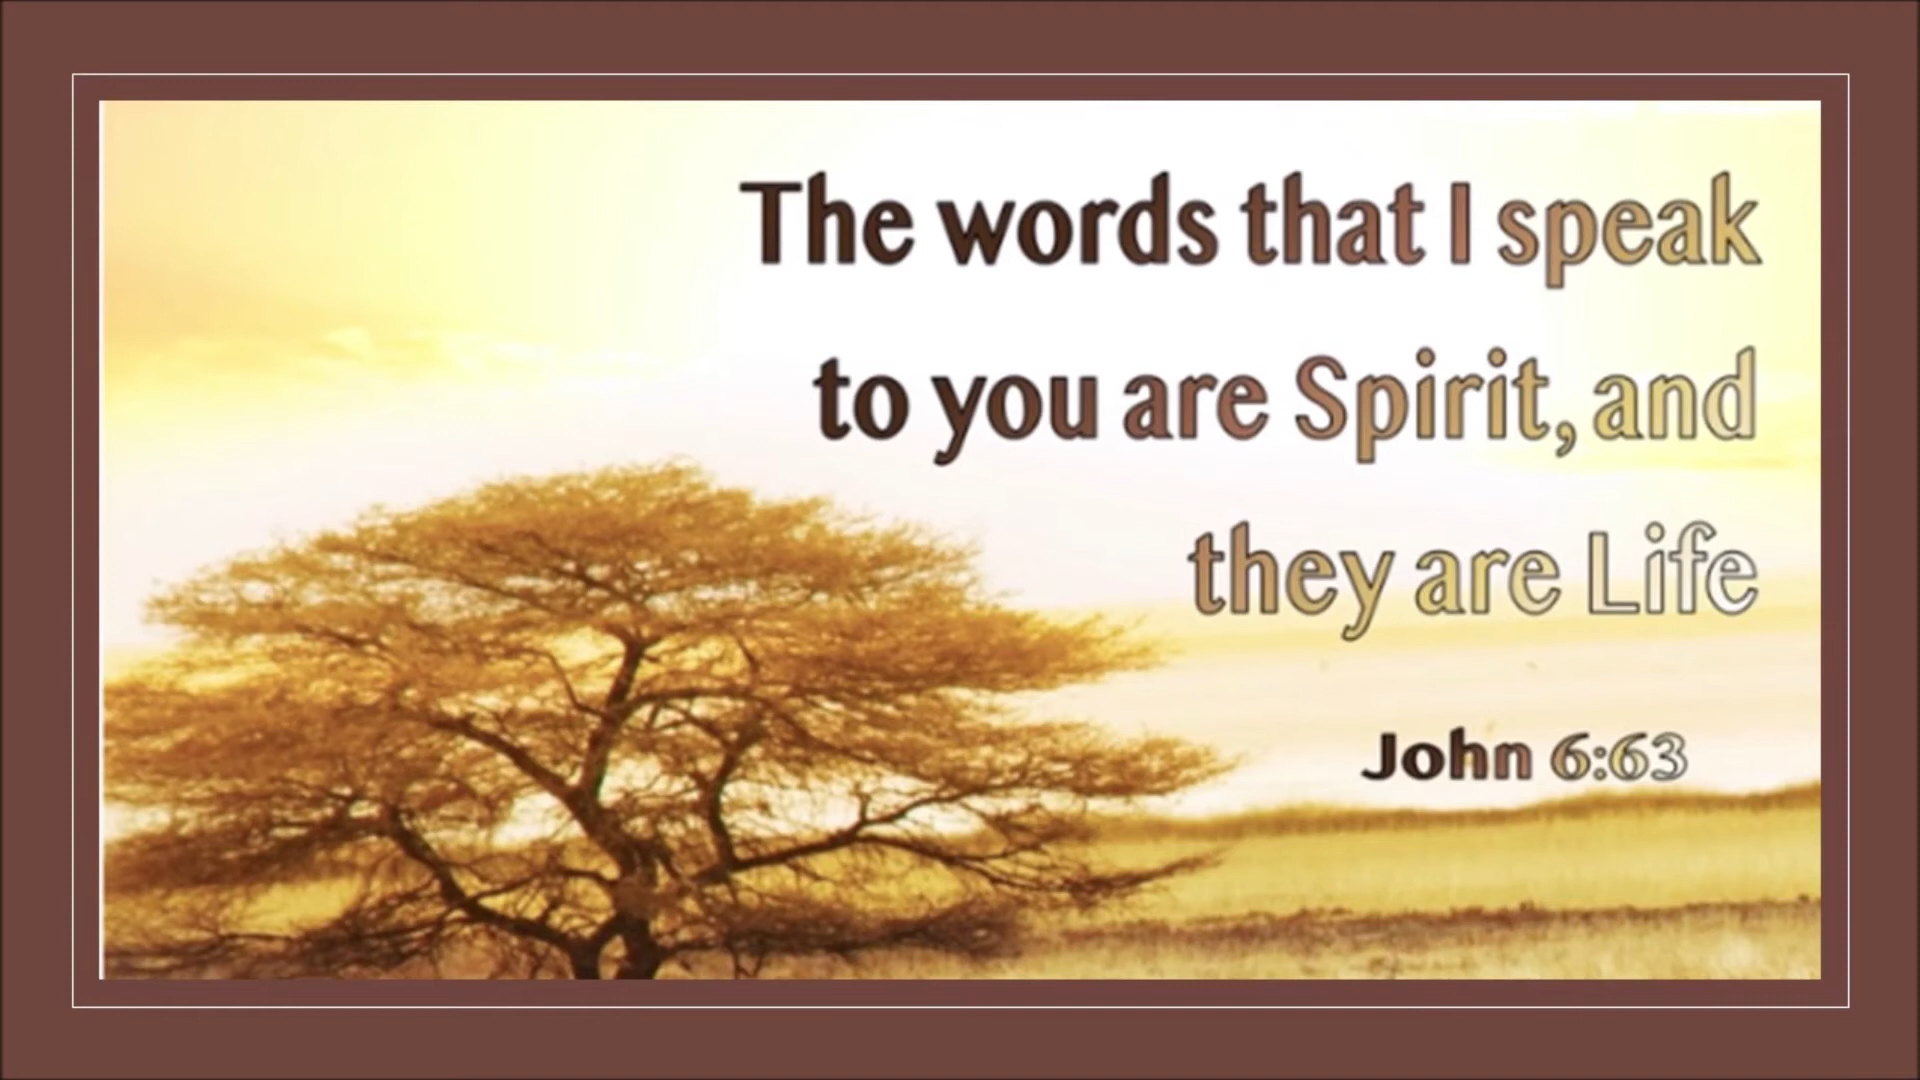 The words that I speak
to you are Spirit, and
they are Life
John 6:63